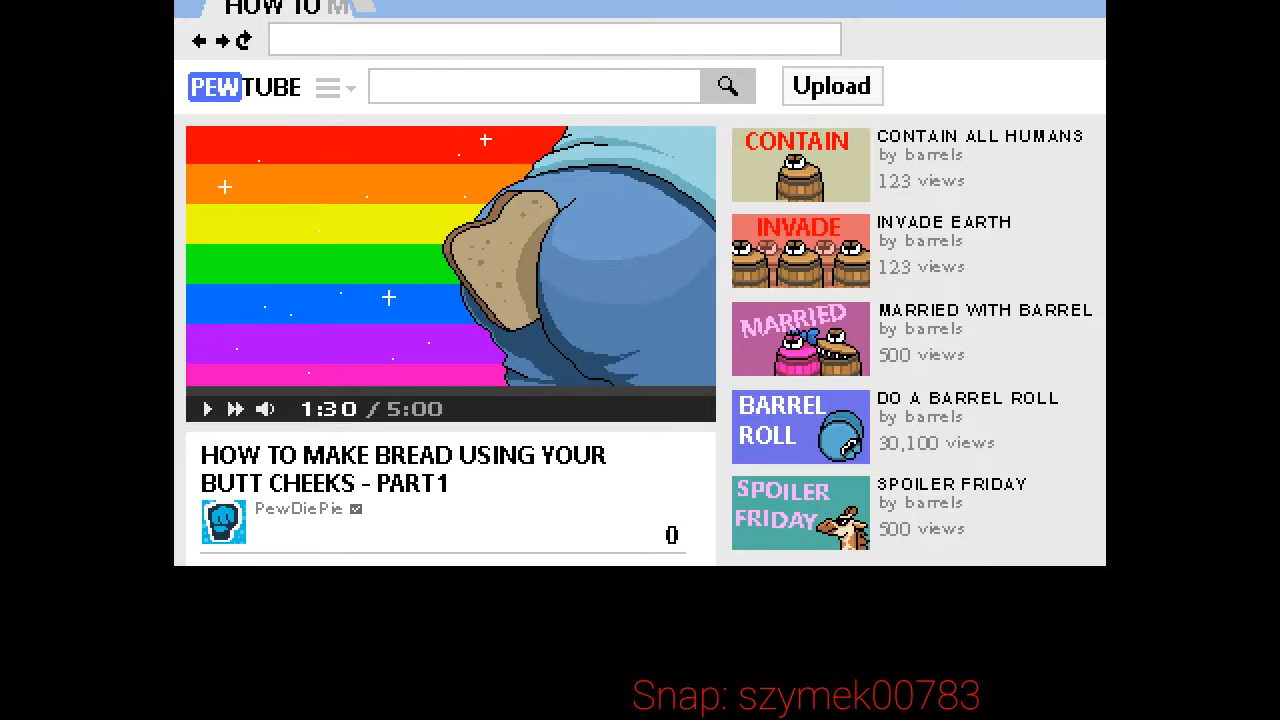 HOW TO M
PEWTUBE
Upload
CONTAIN
CONTAIN ALL HUMANS
by barrels
123 views
INVADE
INVADE EARTH
by barrels
123 views
MARRIED
MARRIED WITH BARREL
by barrels
500 views
BARREL
ROLL
DO A BARREL ROLL
by barrels
30,100 views
SPOILER
FRIDAY
SPOILER FRIDAY
by barrels
500 views
1:30 / 5:00
HOW TO MAKE BREAD USING YOUR
BUTT CHEEKS - PART1
PewDiePie
0
Snap: szymek00783